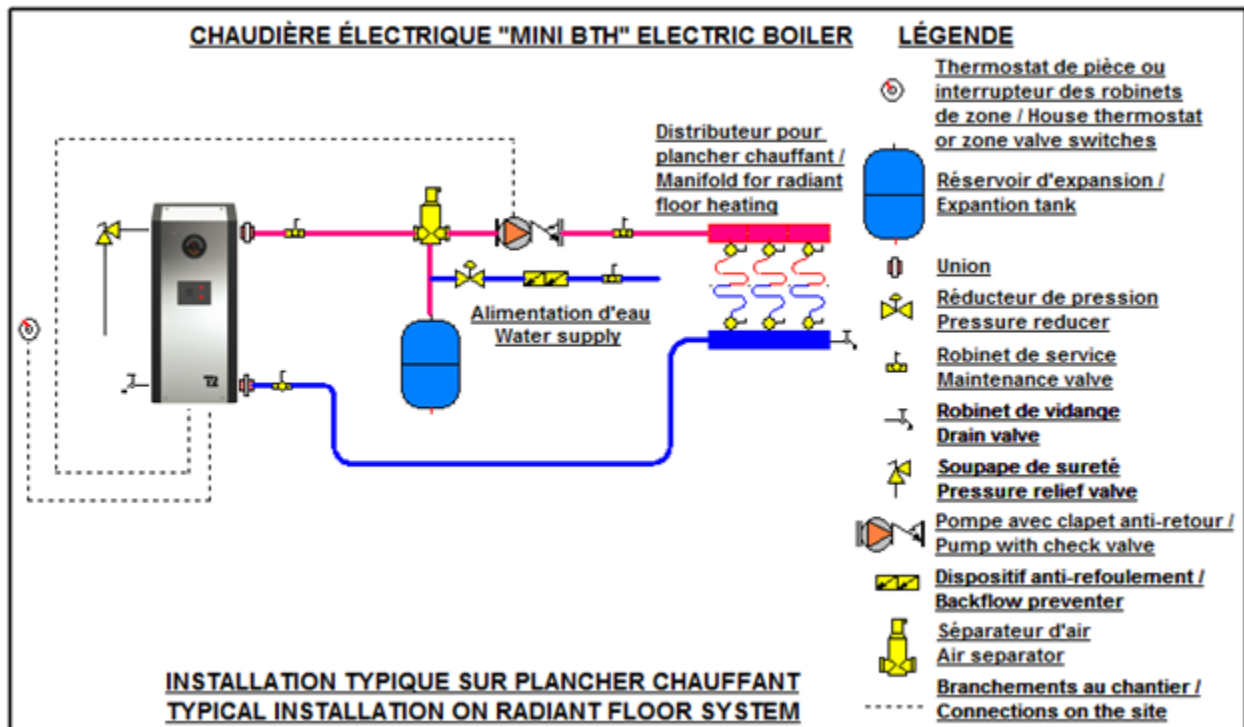 CHAUDIÈRE ÉLECTRIQUE "MINI BTH" ELECTRIC BOILER
LÉGENDE
Thermostat de pièce ou
interrupteur des robinets
de zone / House thermostat
or zone valve switches
Distributeur pour
plancher chauffant /
Manifold for radiant
floor heating
Réservoir d'expansion /
Expantion tank
Union
Réducteur de pression
Pressure reducer
Alimentation d'eau
Water supply
Robinet de service
Maintenance valve
Robinet de vidange
Drain valve
Soupape de sureté
Pressure relief valve
Pompe avec clapet anti-retour /
Pump with check valve
Dispositif anti-refoulement /
Backflow preventer
Séparateur d'air
Air separator
Branchements au chantier /
Connections on the site
INSTALLATION TYPIQUE SUR PLANCHER CHAUFFANT
TYPICAL INSTALLATION ON RADIANT FLOOR SYSTEM